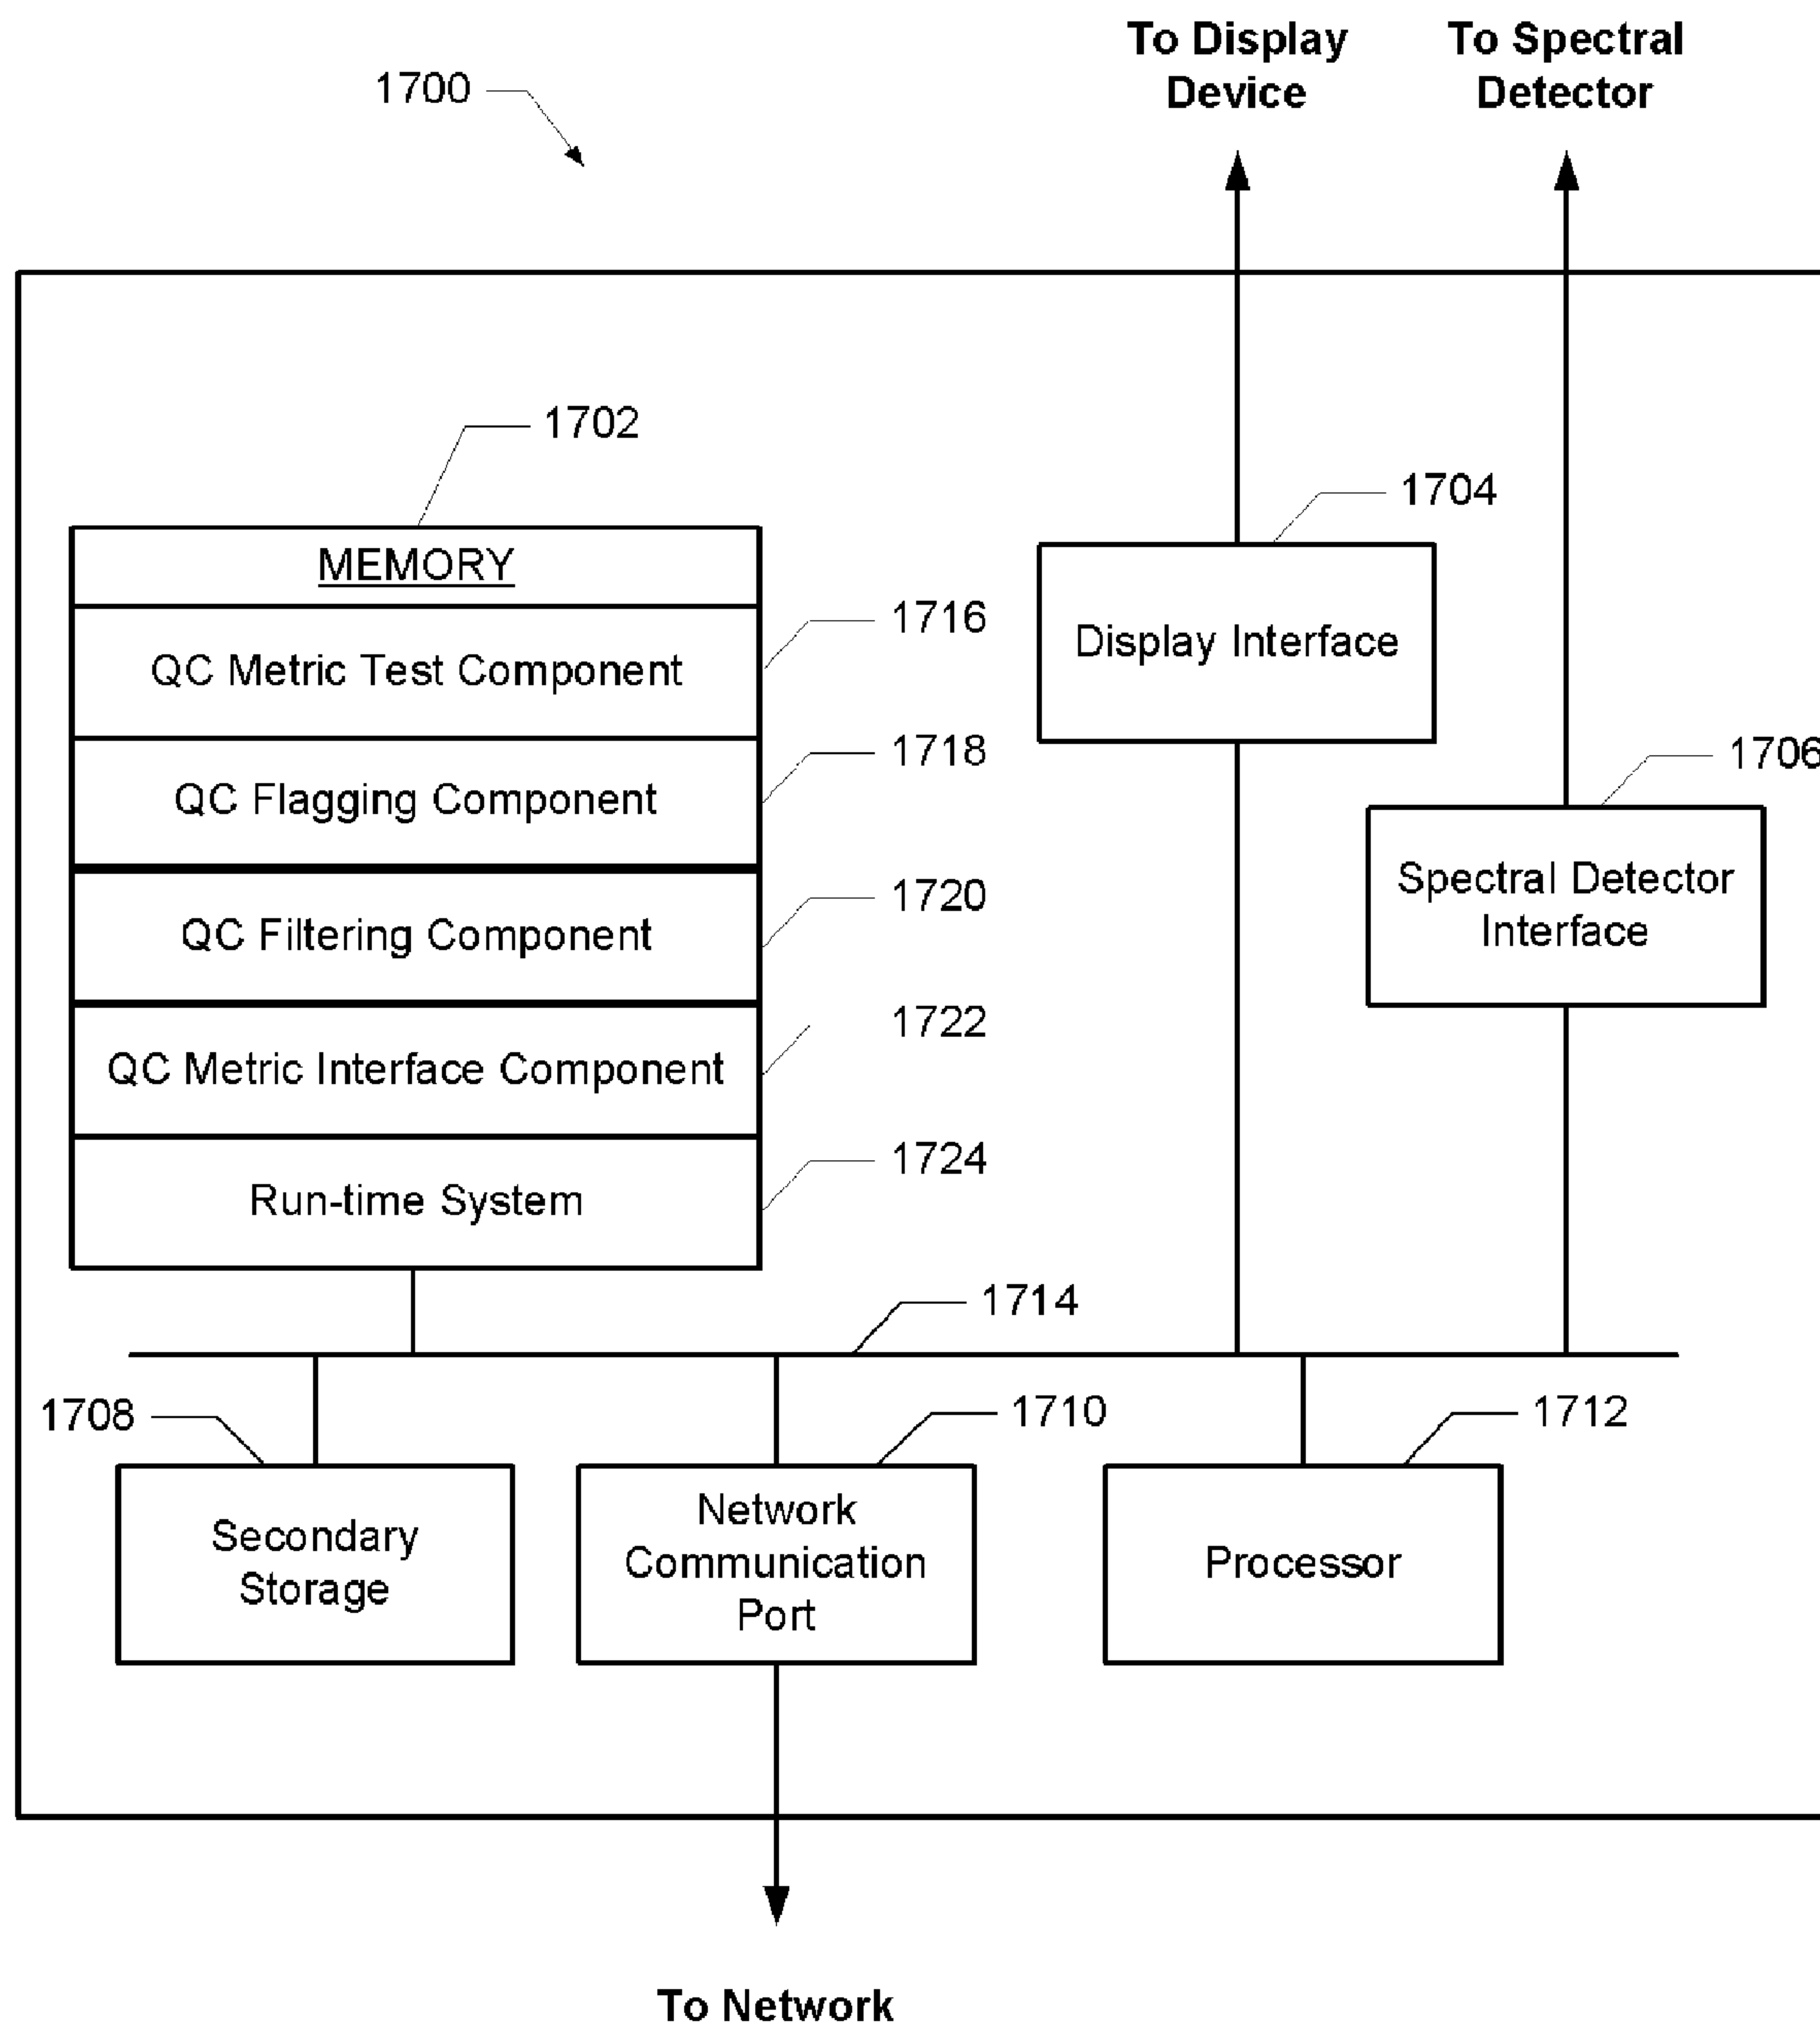 To Display
Device
To Spectral
Detector
1700
1702
1704
MEMORY
1716
QC Metric Test Component
Display Interface
1718
1706
QC Flagging Component
Spectral Detector
Interface
1720
QC Filtering Component
1722
QC Metric Interface Component
1724
Run-time System
1714
1708
1710
1712
Secondary
Storage
Network
Communication
Port
Processor
To Network